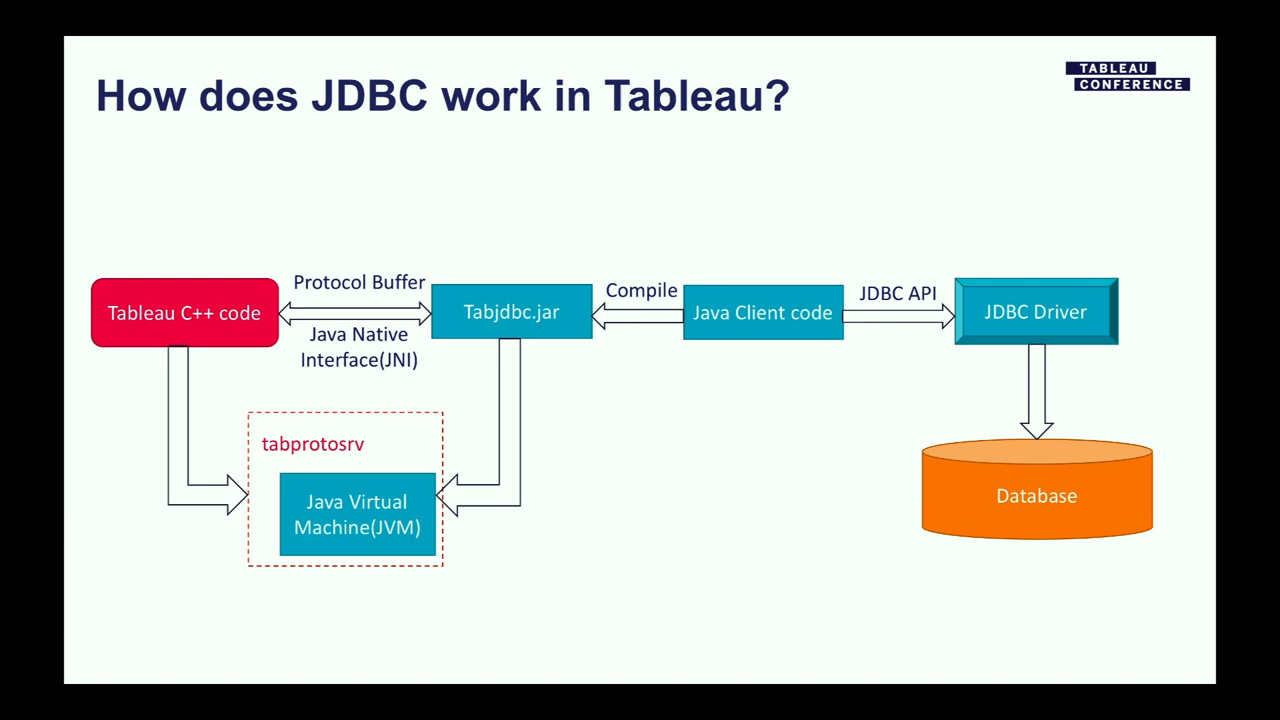 How does JDBC work in Tableau?
TABLEAU
CONFERENCE
Protocol Buffer
Tableau C++ code
Java Native
Interface(JNI)
Tabjdbc.jar
Compile
Java Client code
JDBC API
JDBC Driver
tabprotosrv
Java Virtual
Machine(JVM)
Database